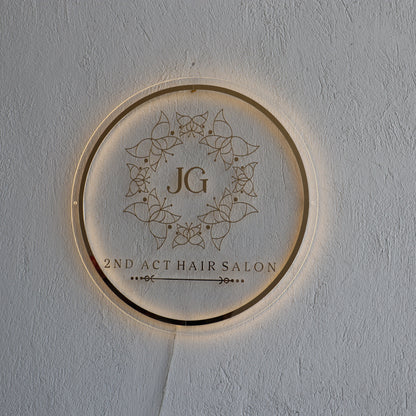 JG
2ND ACT HAIR SALON